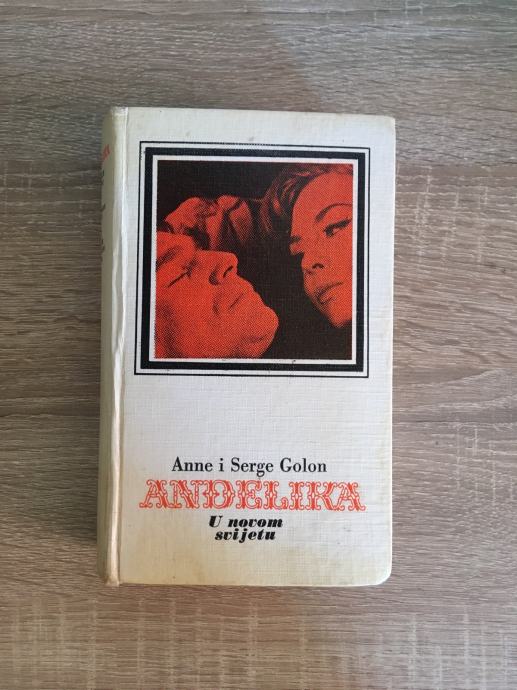 Anne i Serge Golon
ANĐELIKA
U novom
svijetu